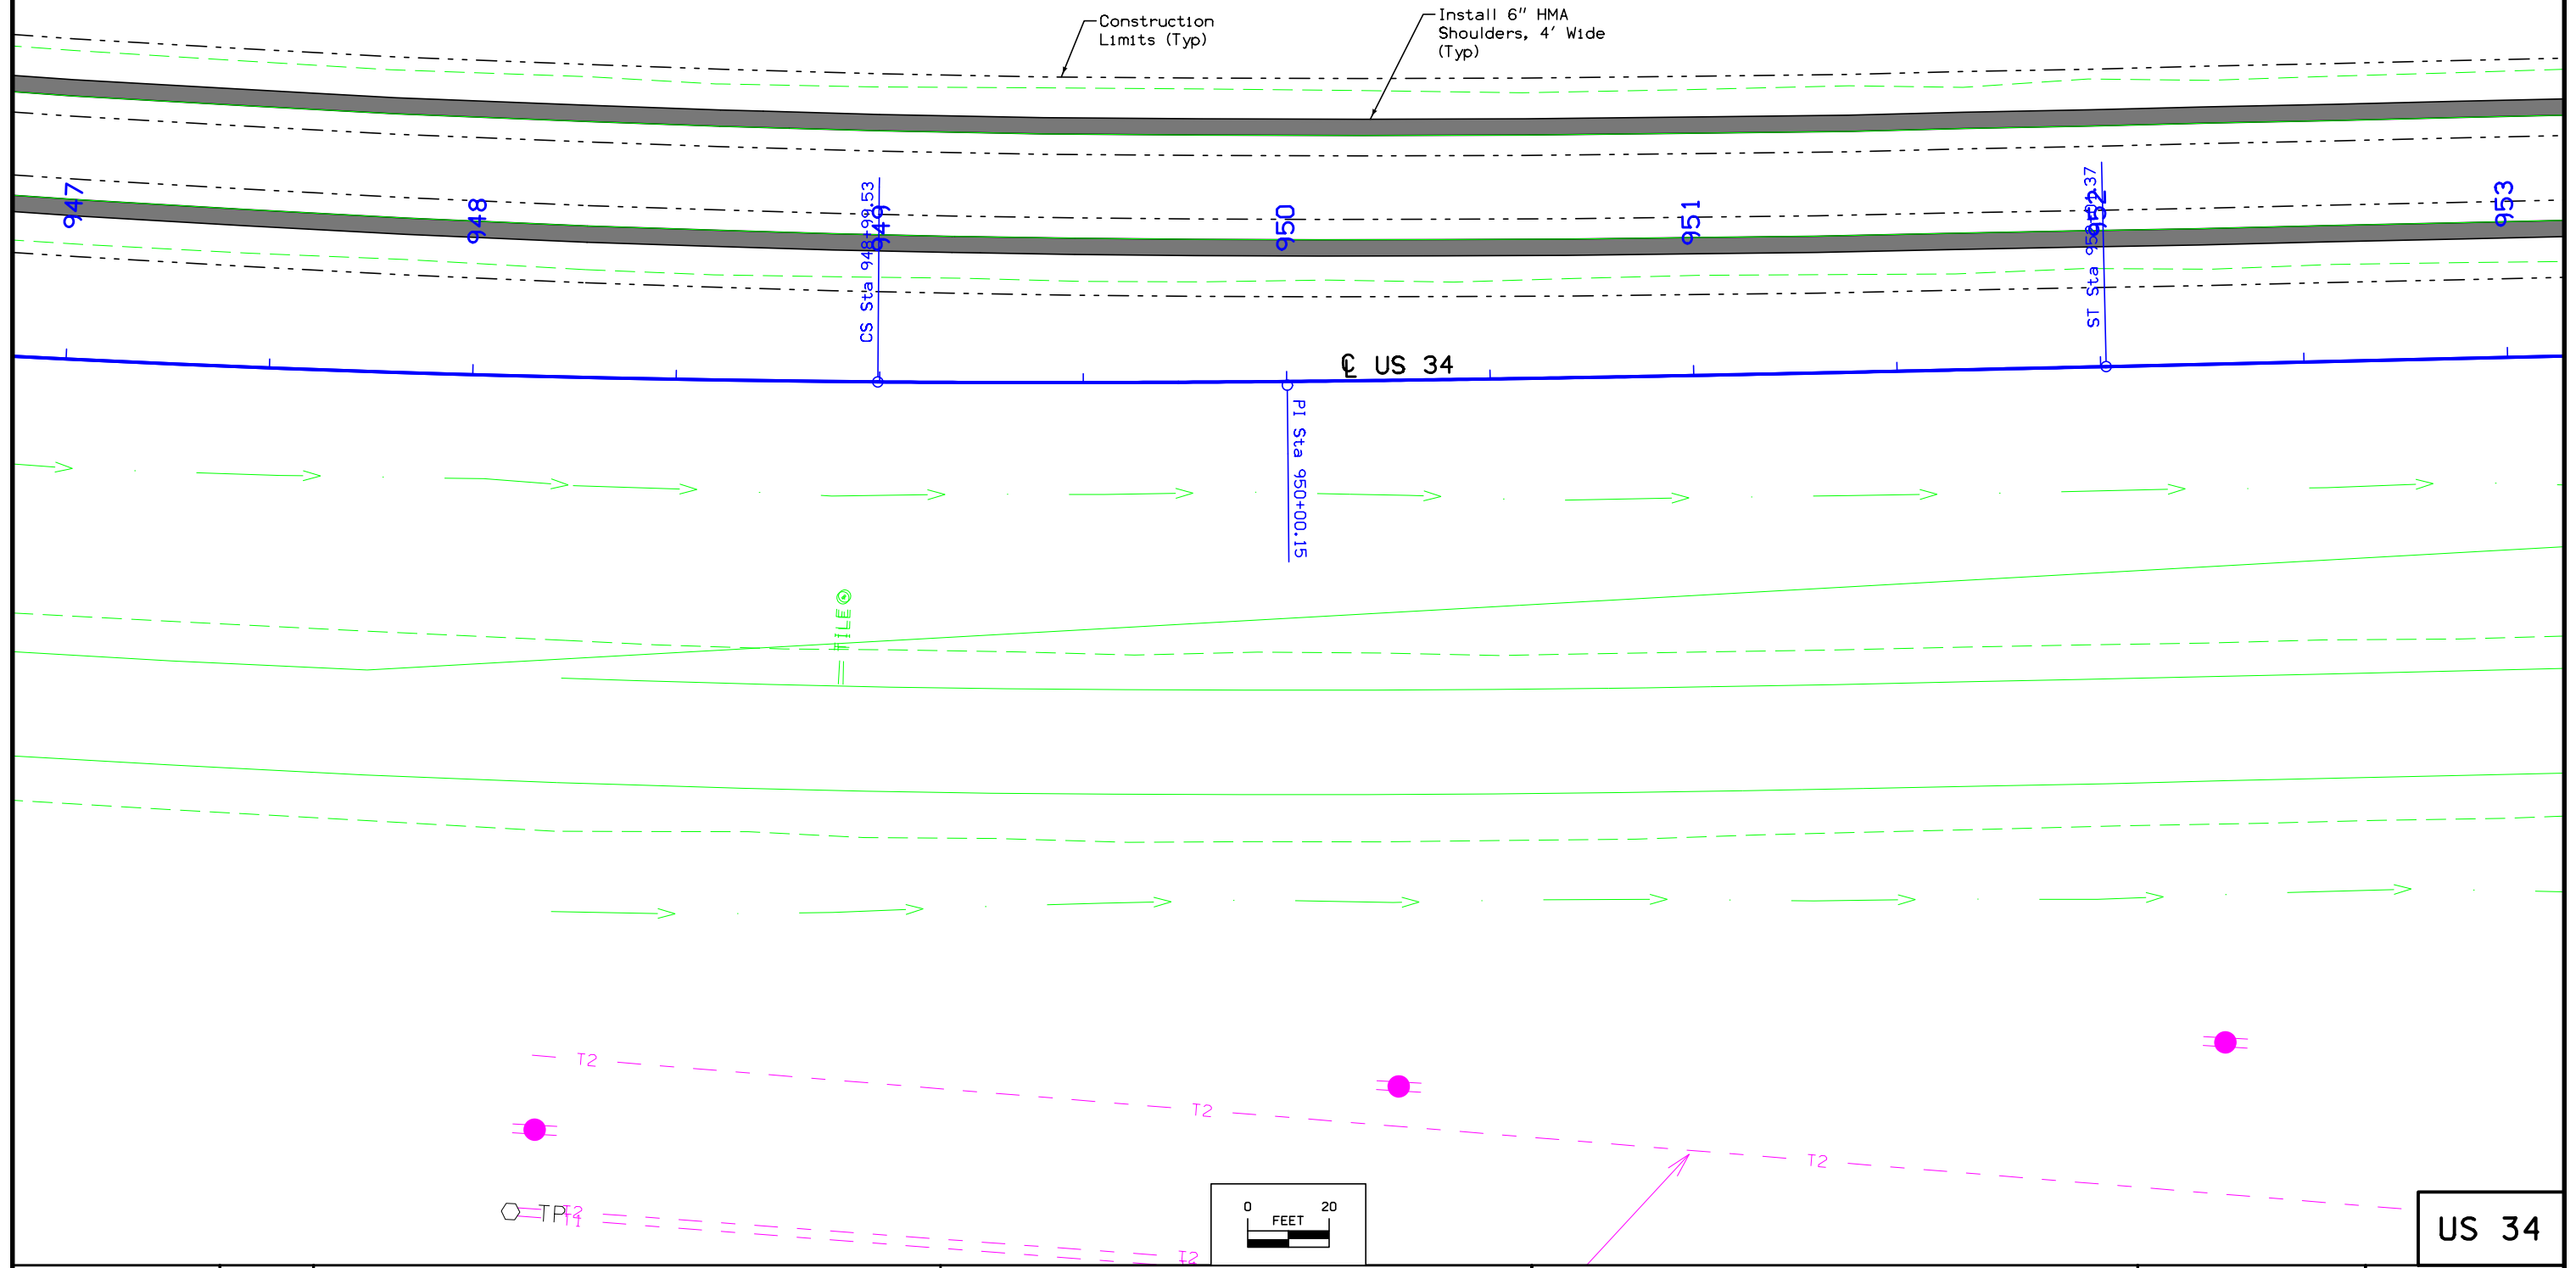 Construction
Limits (Typ)
Install 6" HMA
Shoulders, 4' Wide
(Typ)
947
948
CS Sta 948+99.53
949
950
951
ST Sta
952
953
℄ US 34
PI Sta 950+00.15
TILE
T2
T2
T2
TP
T2
T1
T2
0 20
FEET
US 34